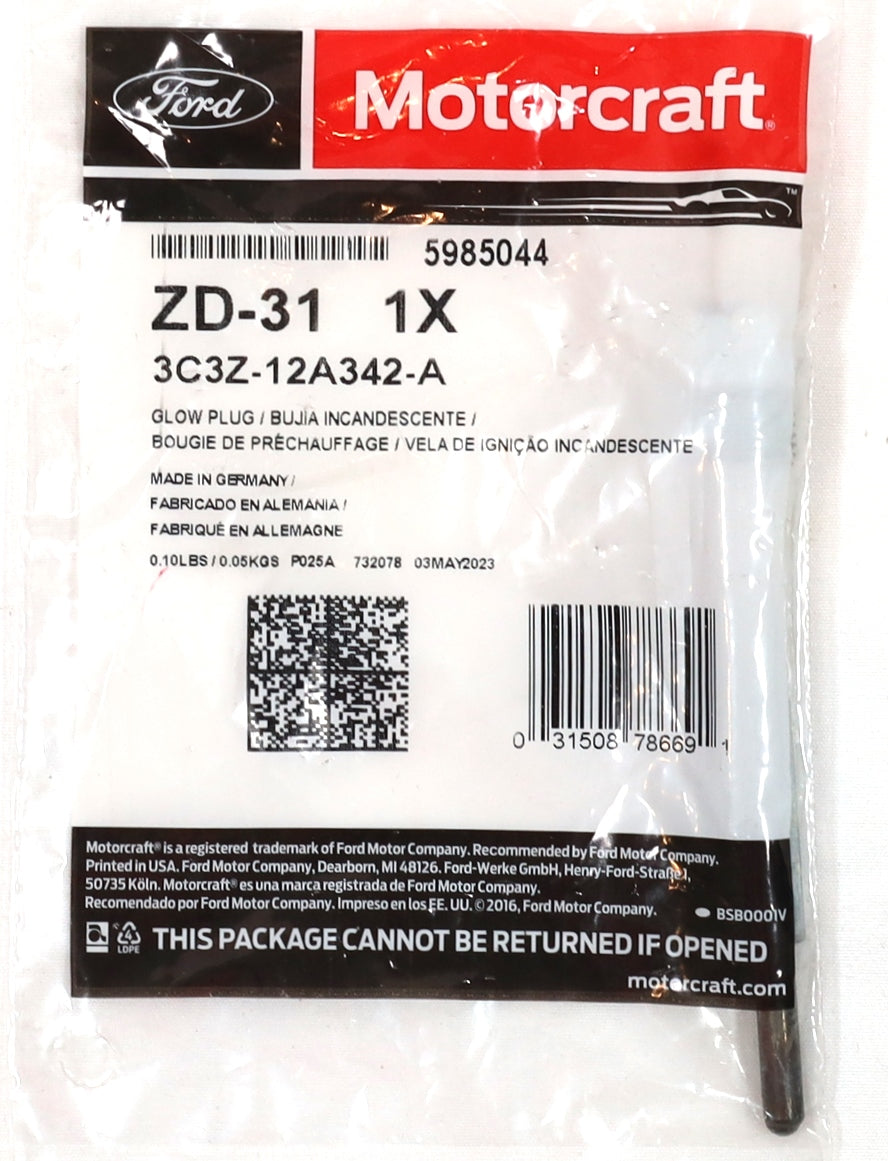 Ford
Motorcraft®
TM
5985044
ZD-31 1X
3C3Z-12A342-A
GLOW PLUG / BUJIA INCANDESCENTE /
BOUGIE DE PRÉCHAUFFAGE / VELA DE IGNIÇÃO INCANDESCENTE
MADE IN GERMANY /
FABRICADO EN ALEMANIA /
FABRIQUÉ EN ALLEMAGNE
0.10LBS / 0.05KGS P025A 732078 03MAY2023
0 31508 78669 1
Motorcraft® is a registered trademark of Ford Motor Company. Recommended by Ford Motor Company.
Printed in USA. Ford Motor Company, Dearborn, MI 48126. Ford-Werke GmbH, Henry-Ford-Straße 1,
50735 Köln. Motorcraft® es una marca registrada de Ford Motor Company.
Recomendado por Ford Motor Company. Impreso en los EE. UU. © 2016, Ford Motor Company.
BSB0001V
4
LDPE
THIS PACKAGE CANNOT BE RETURNED IF OPENED
motorcraft.com